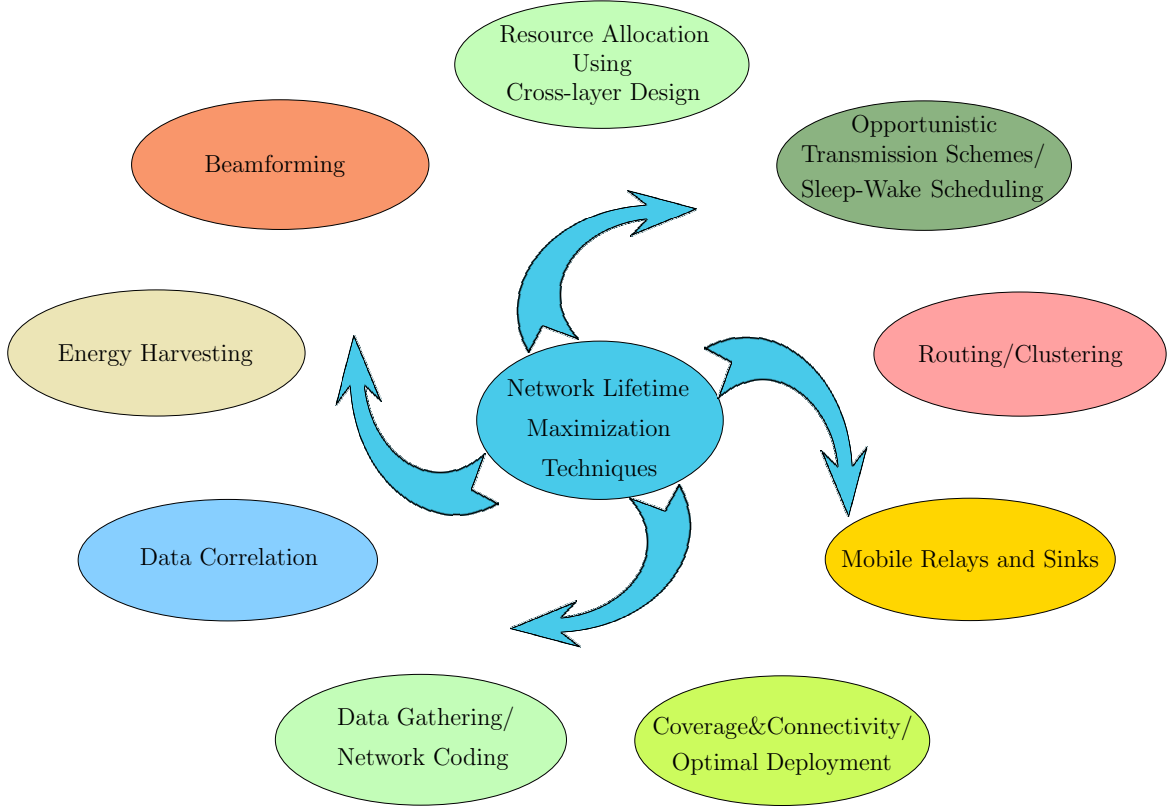 Resource Allocation
Using
Cross-layer Design
Opportunistic
Transmission Schemes/
Sleep-Wake Scheduling
Beamforming
Energy Harvesting
Routing/Clustering
Network Lifetime
Maximization
Techniques
Data Correlation
Mobile Relays and Sinks
Data Gathering/
Network Coding
Coverage&Connectivity/
Optimal Deployment